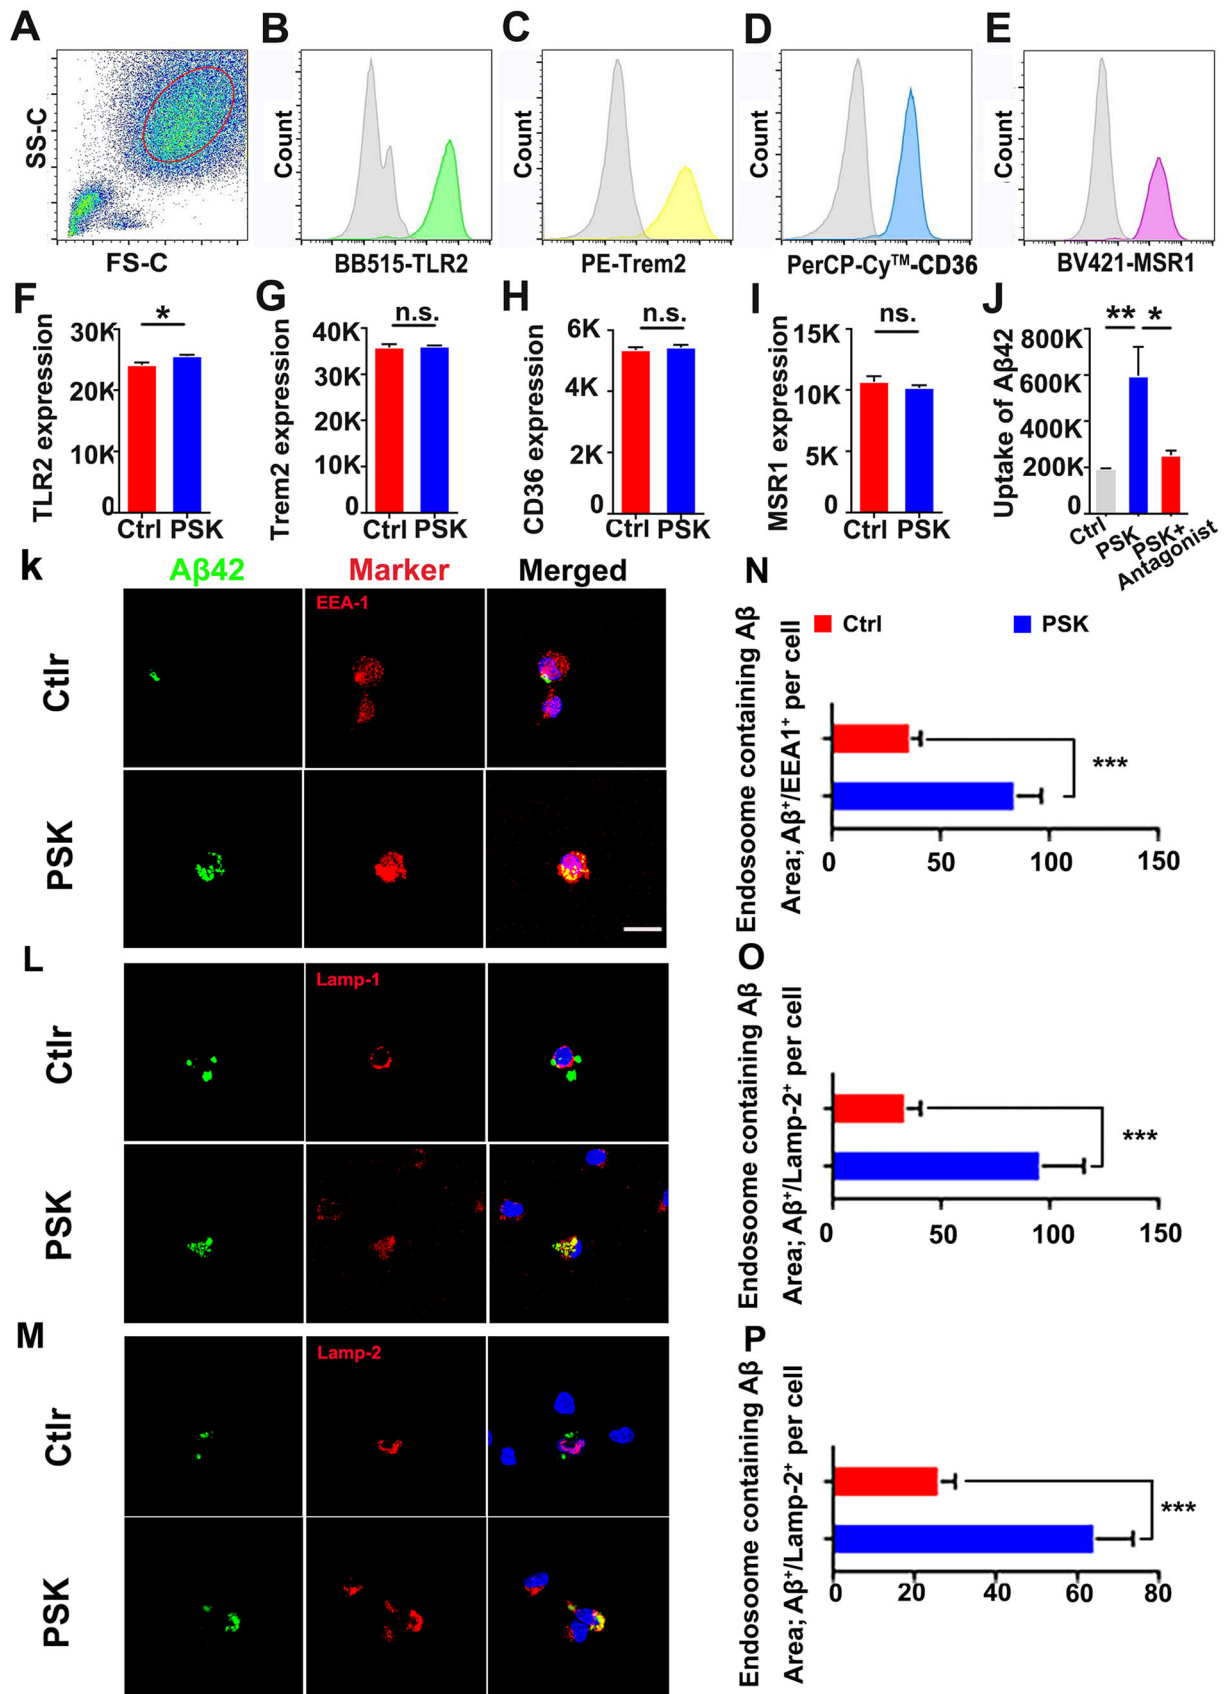 A
B
C
D
E
SS-C
FS-C
Count
BB515-TLR2
Count
PE-Trem2
Count
PerCP-Cy™-CD36
Count
BV421-MSR1
F
TLR2 expression
30K
20K
10K
0
*
Ctrl PSK
G
Trem2 expression
40K
30K
20K
10K
0
n.s.
Ctrl PSK
H
CD36 expression
6K
4K
2K
0
n.s.
Ctrl PSK
I
MSR1 expression
15K
10K
5K
0
ns.
Ctrl PSK
J
Uptake of Aβ42
800K
600K
400K
200K
0
** *
Ctrl
PSK
PSK+
Antagonist
k
Aβ42
Marker
Merged
Ctlr
EEA-1
PSK
L
Ctlr
Lamp-1
PSK
M
Ctlr
Lamp-2
PSK
N
Ctrl
PSK
Endosoome containing Aβ
Area; Aβ⁺/EEA1⁺ per cell
***
0 50 100 150
O
Endosoome containing Aβ
Area; Aβ⁺/Lamp-2⁺ per cell
***
0 50 100 150
P
Endosoome containing Aβ
Area; Aβ⁺/Lamp-2⁺ per cell
***
0 20 40 60 80